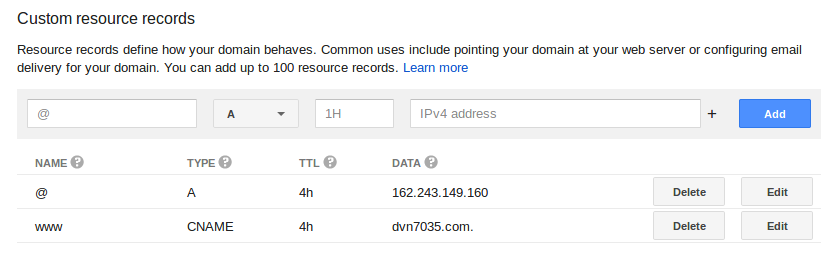 Custom resource records
Resource records define how your domain behaves. Common uses include pointing your domain at your web server or configuring email
delivery for your domain. You can add up to 100 resource records. Learn more
@ A 1H IPv4 address + Add
NAME ? TYPE ? TTL ? DATA ?
@ A 4h 162.243.149.160 Delete Edit
www CNAME 4h dvn7035.com. Delete Edit